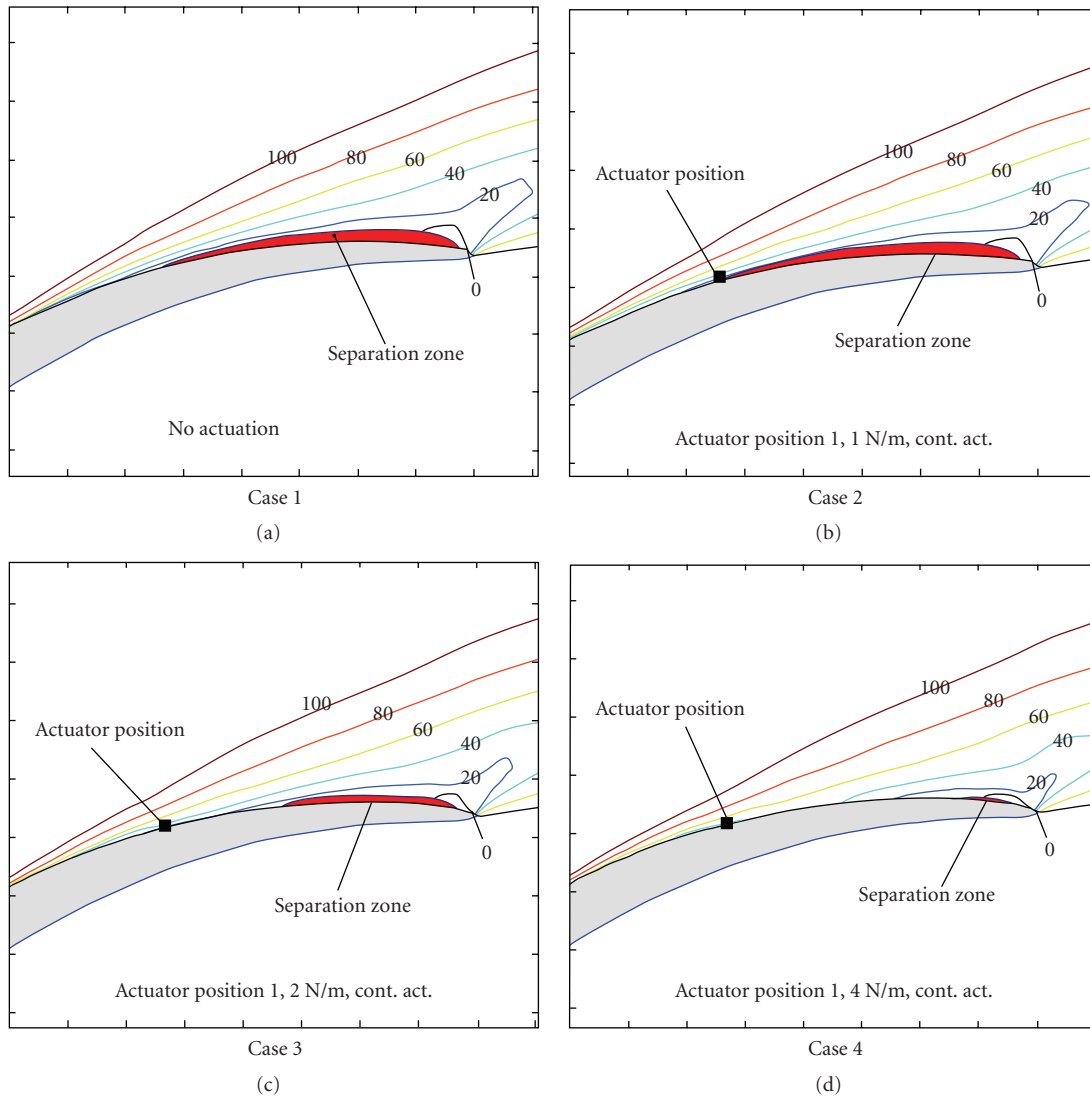 100
80
60
40
20
0
Separation zone
No actuation
Case 1
(a)
100
80
60
40
20
0
Actuator position
Separation zone
Actuator position 1, 1 N/m, cont. act.
Case 2
(b)
100
80
60
40
20
0
Actuator position
Separation zone
Actuator position 1, 2 N/m, cont. act.
Case 3
(c)
100
80
60
40
20
0
Actuator position
Separation zone
Actuator position 1, 4 N/m, cont. act.
Case 4
(d)